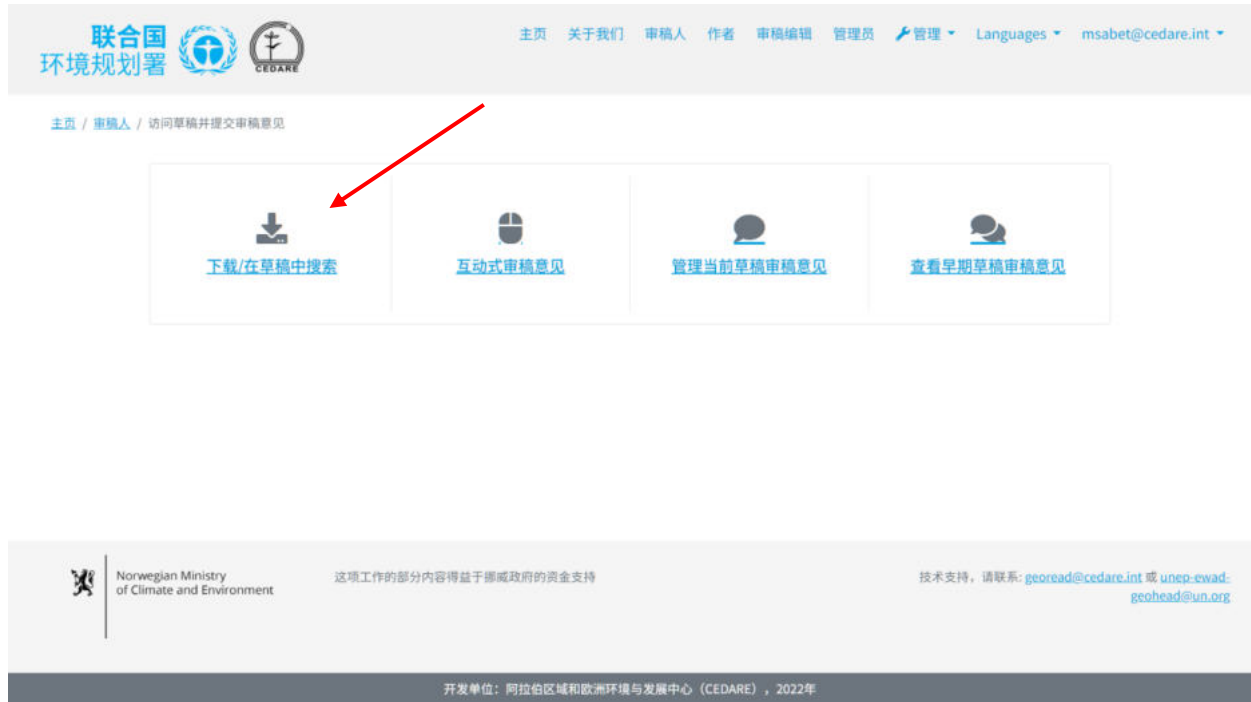 联合国
环境规划署
CEDARE
主页 关于我们 审稿人 作者 审稿编辑 管理员 管理 Languages msabet@cedare.int
主页 / 审稿人 / 访问草稿并提交审稿意见
下载/在草稿中搜索 互动式审稿意见 管理当前草稿审稿意见 查看早期草稿审稿意见
Norwegian Ministry
of Climate and Environment
这项工作的部分内容得益于挪威政府的资金支持
技术支持，请联系: georead@cedare.int 或 unep-ewad-
geohead@un.org
开发单位：阿拉伯区域和欧洲环境与发展中心（CEDARE），2022年